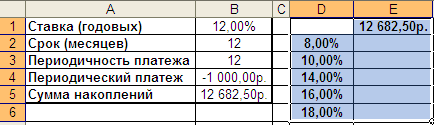 A B C D E
1 Ставка (годовых) 12,00% 12 682,50р.
2 Срок (месяцев) 12 8,00%
3 Периодичность платежа 12 10,00%
4 Периодический платеж -1 000,00р. 14,00%
5 Сумма накоплений 12 682,50р. 16,00%
6 18,00%